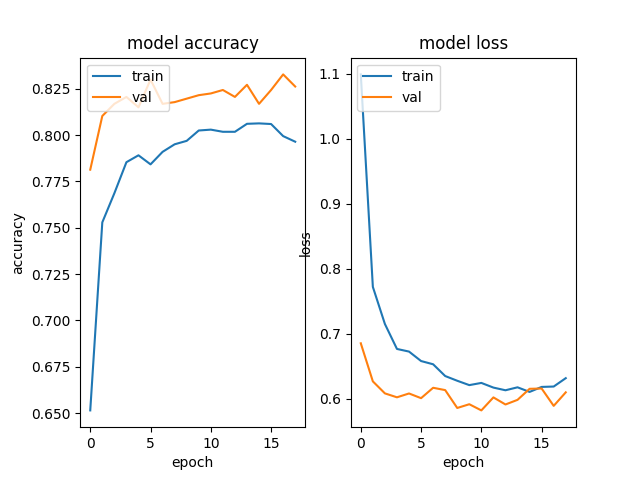 model accuracy
train
val
0.825
0.800
0.775
0.750
0.725
0.700
0.675
0.650
accuracy
0 5 10 15
epoch
model loss
train
val
1.1
1.0
0.9
0.8
0.7
0.6
loss
0 5 10 15
epoch